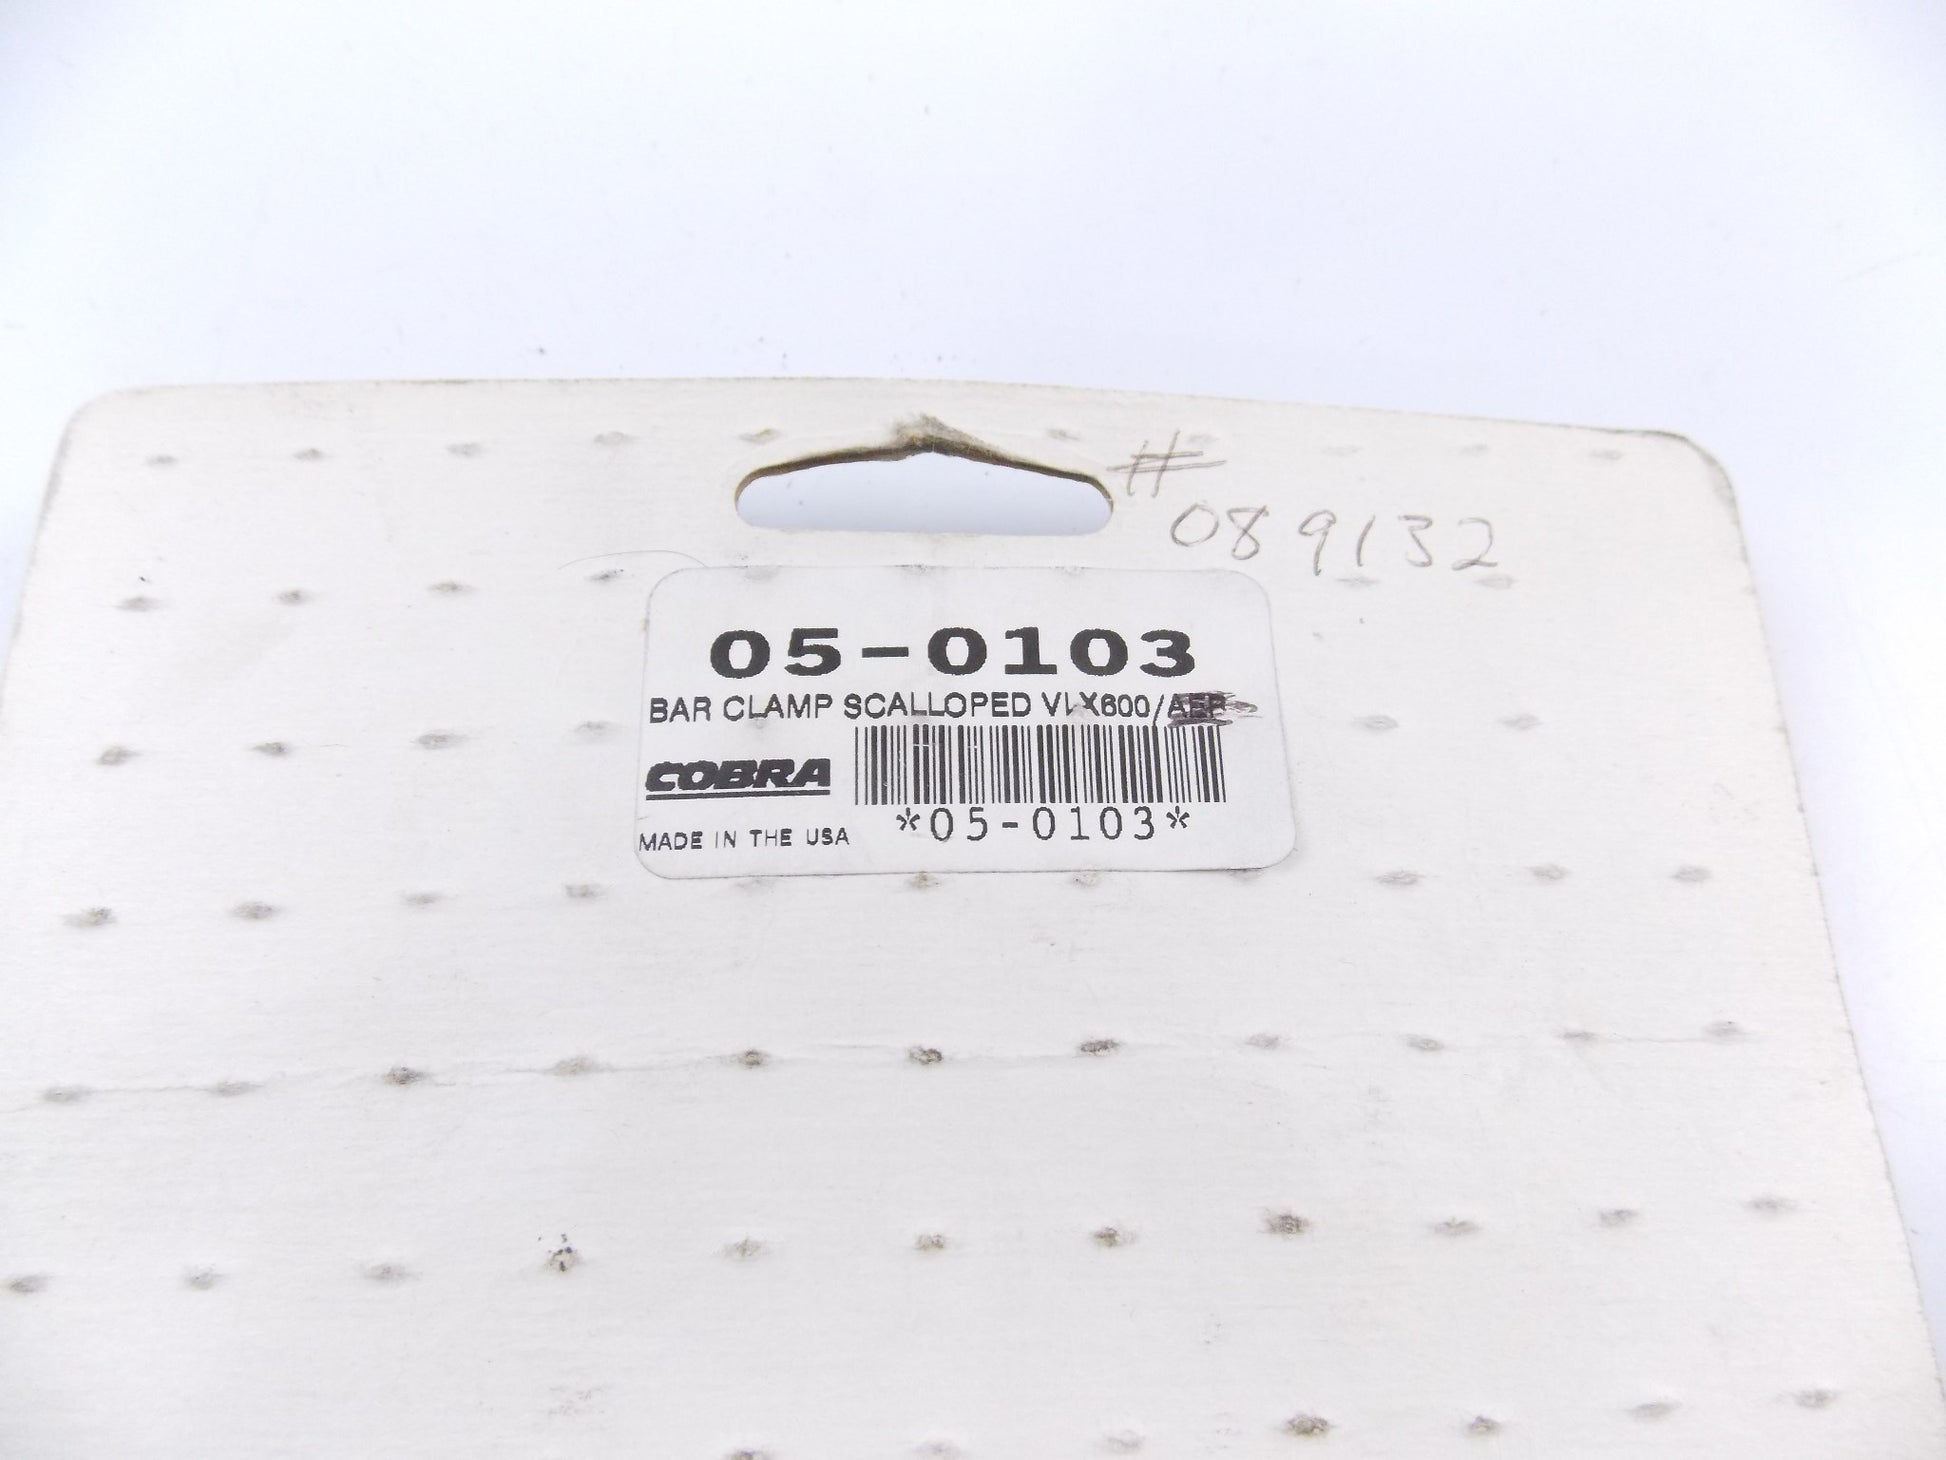 #
089132
05-0103
BAR CLAMP SCALLOPED VLX600/
COBRA
*05-0103*
MADE IN THE USA